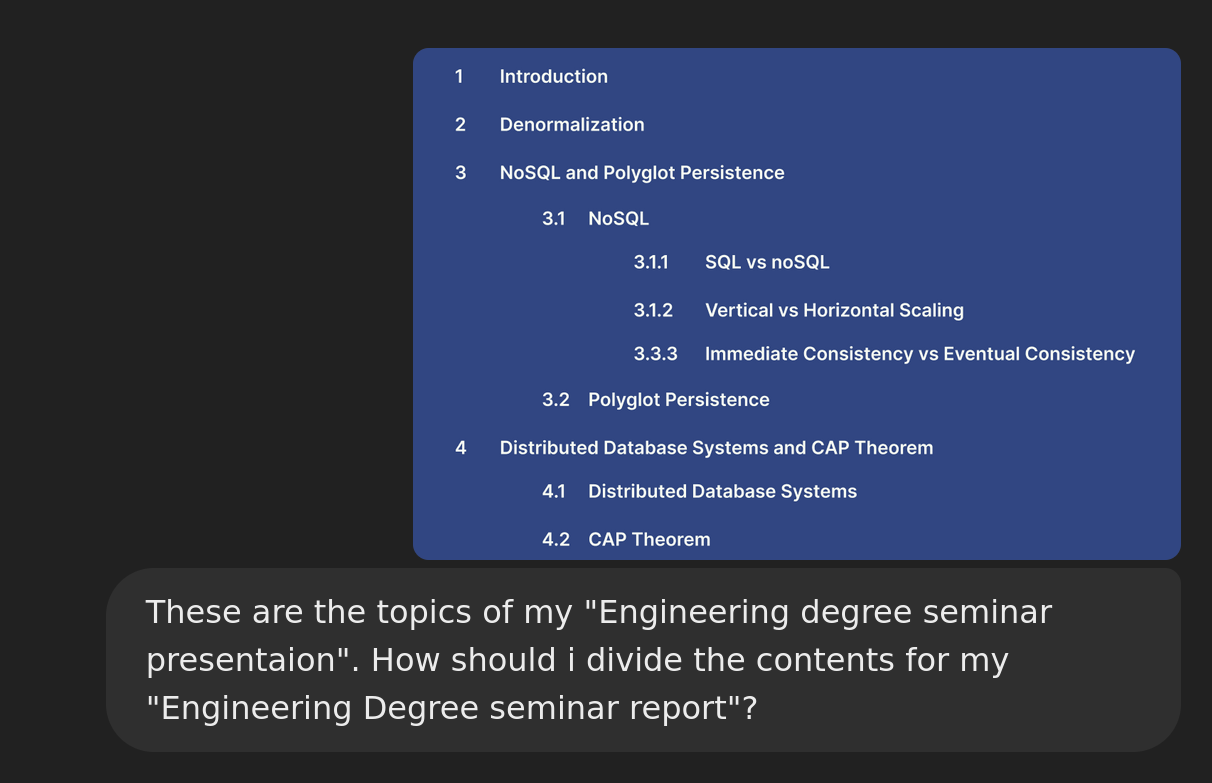 1 Introduction
2 Denormalization
3 NoSQL and Polyglot Persistence
3.1 NoSQL
3.1.1 SQL vs noSQL
3.1.2 Vertical vs Horizontal Scaling
3.3.3 Immediate Consistency vs Eventual Consistency
3.2 Polyglot Persistence
4 Distributed Database Systems and CAP Theorem
4.1 Distributed Database Systems
4.2 CAP Theorem
These are the topics of my "Engineering degree seminar
presentaion". How should i divide the contents for my
"Engineering Degree seminar report"?